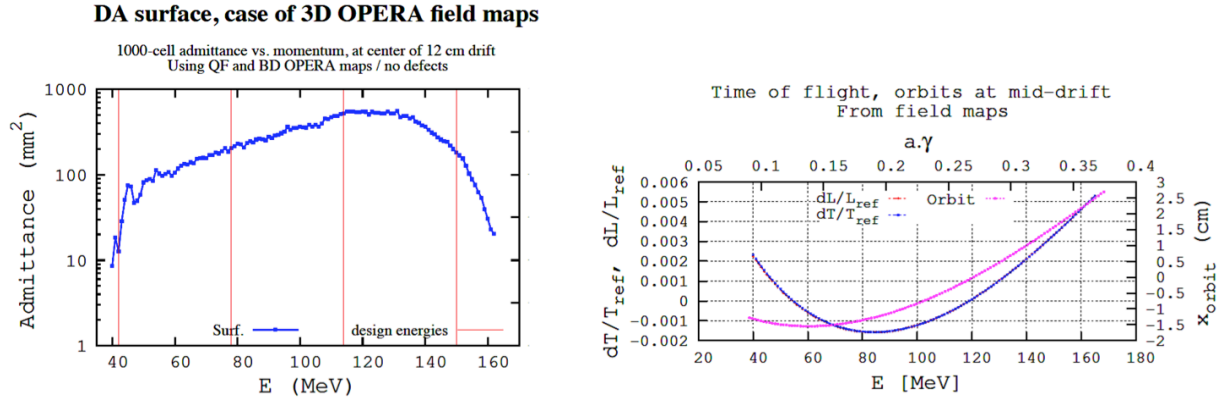 DA surface, case of 3D OPERA field maps
1000-cell admittance vs. momentum, at center of 12 cm drift
Using QF and BD OPERA maps / no defects
1000
100
10
1
Admittance (mm²)
Surf.
design energies
40 60 80 100 120 140 160
E (MeV)
Time of flight, orbits at mid-drift
From field maps
a.γ
0.05 0.1 0.15 0.2 0.25 0.3 0.35 0.4
0.006
0.005
0.004
0.003
0.002
0.001
0
-0.001
-0.002
dT/Tref, dL/Lref
dL/Lref
dT/Tref
Orbit
3
2.5
2
1.5
1
0.5
0
-0.5
-1
-1.5
-2
xorbit (cm)
20 40 60 80 100 120 140 160 180
E [MeV]